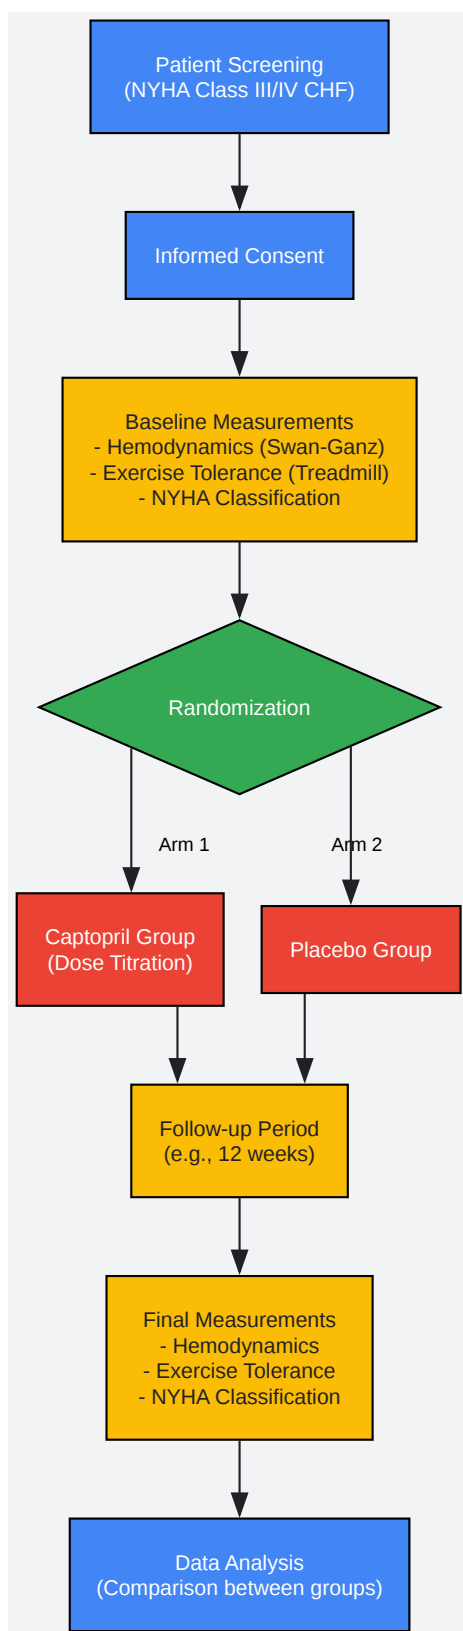 Patient Screening
(NYHA Class III/IV CHF)
Informed Consent
Baseline Measurements
- Hemodynamics (Swan-Ganz)
- Exercise Tolerance (Treadmill)
- NYHA Classification
Randomization
Arm 1
Arm 2
Captopril Group
(Dose Titration)
Placebo Group
Follow-up Period
(e.g., 12 weeks)
Final Measurements
- Hemodynamics
- Exercise Tolerance
- NYHA Classification
Data Analysis
(Comparison between groups)